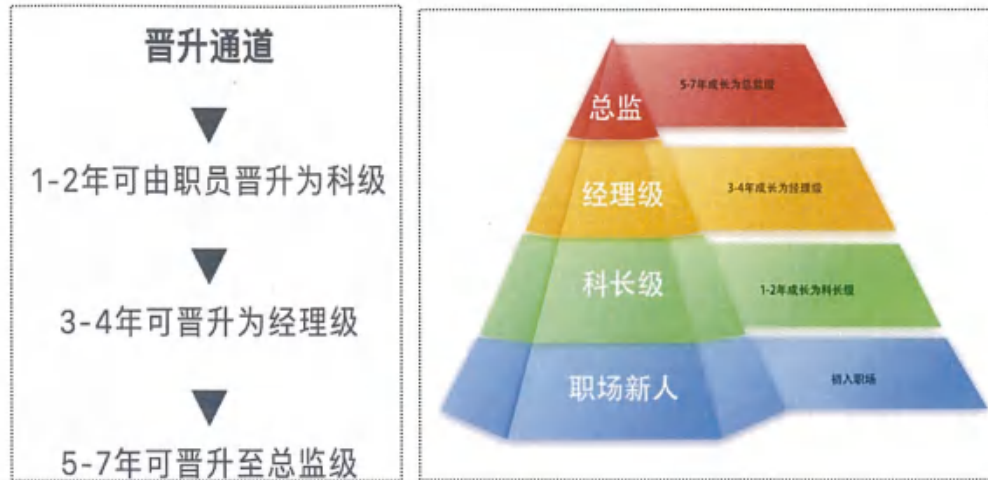 晋升通道
1-2年可由职员晋升为科级
3-4年可晋升为经理级
5-7年可晋升至总监级
总监
5-7年成长为总监级
经理级
3-4年成长为经理级
科长级
1-2年成长为科长级
职场新人
初入职场